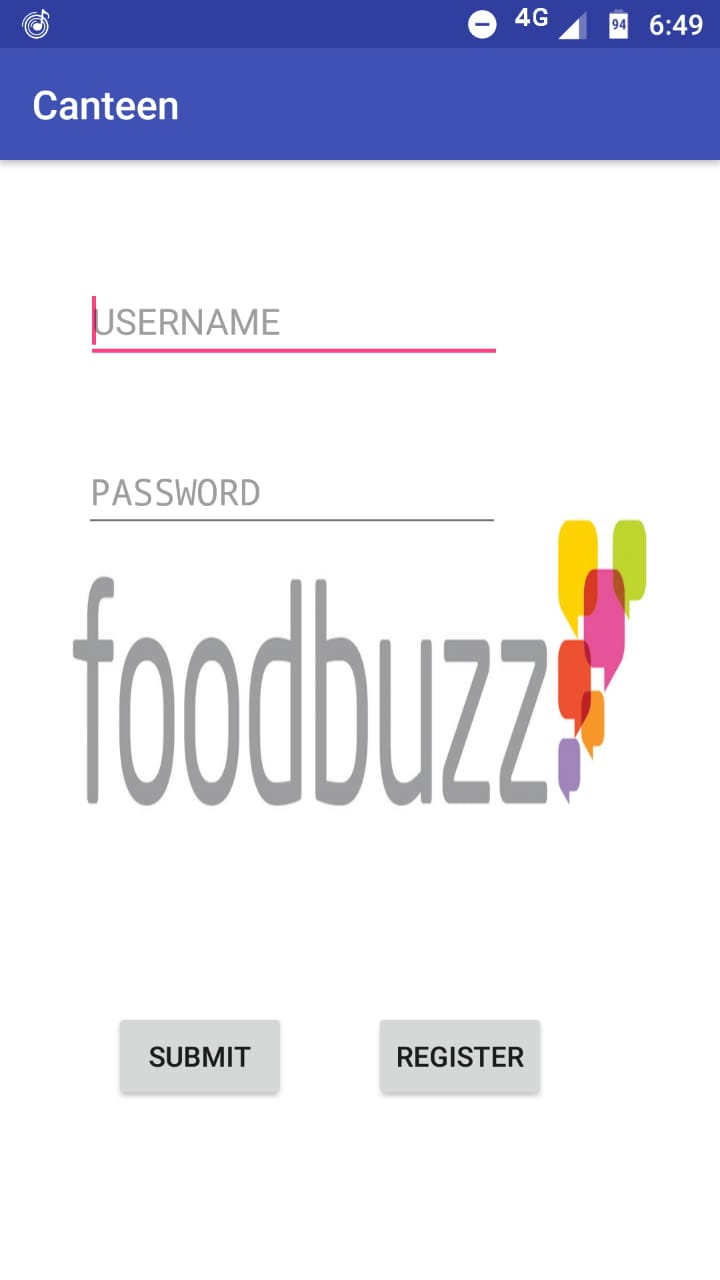 4G 94 6:49
Canteen
USERNAME
PASSWORD
foodbuzz
SUBMIT REGISTER